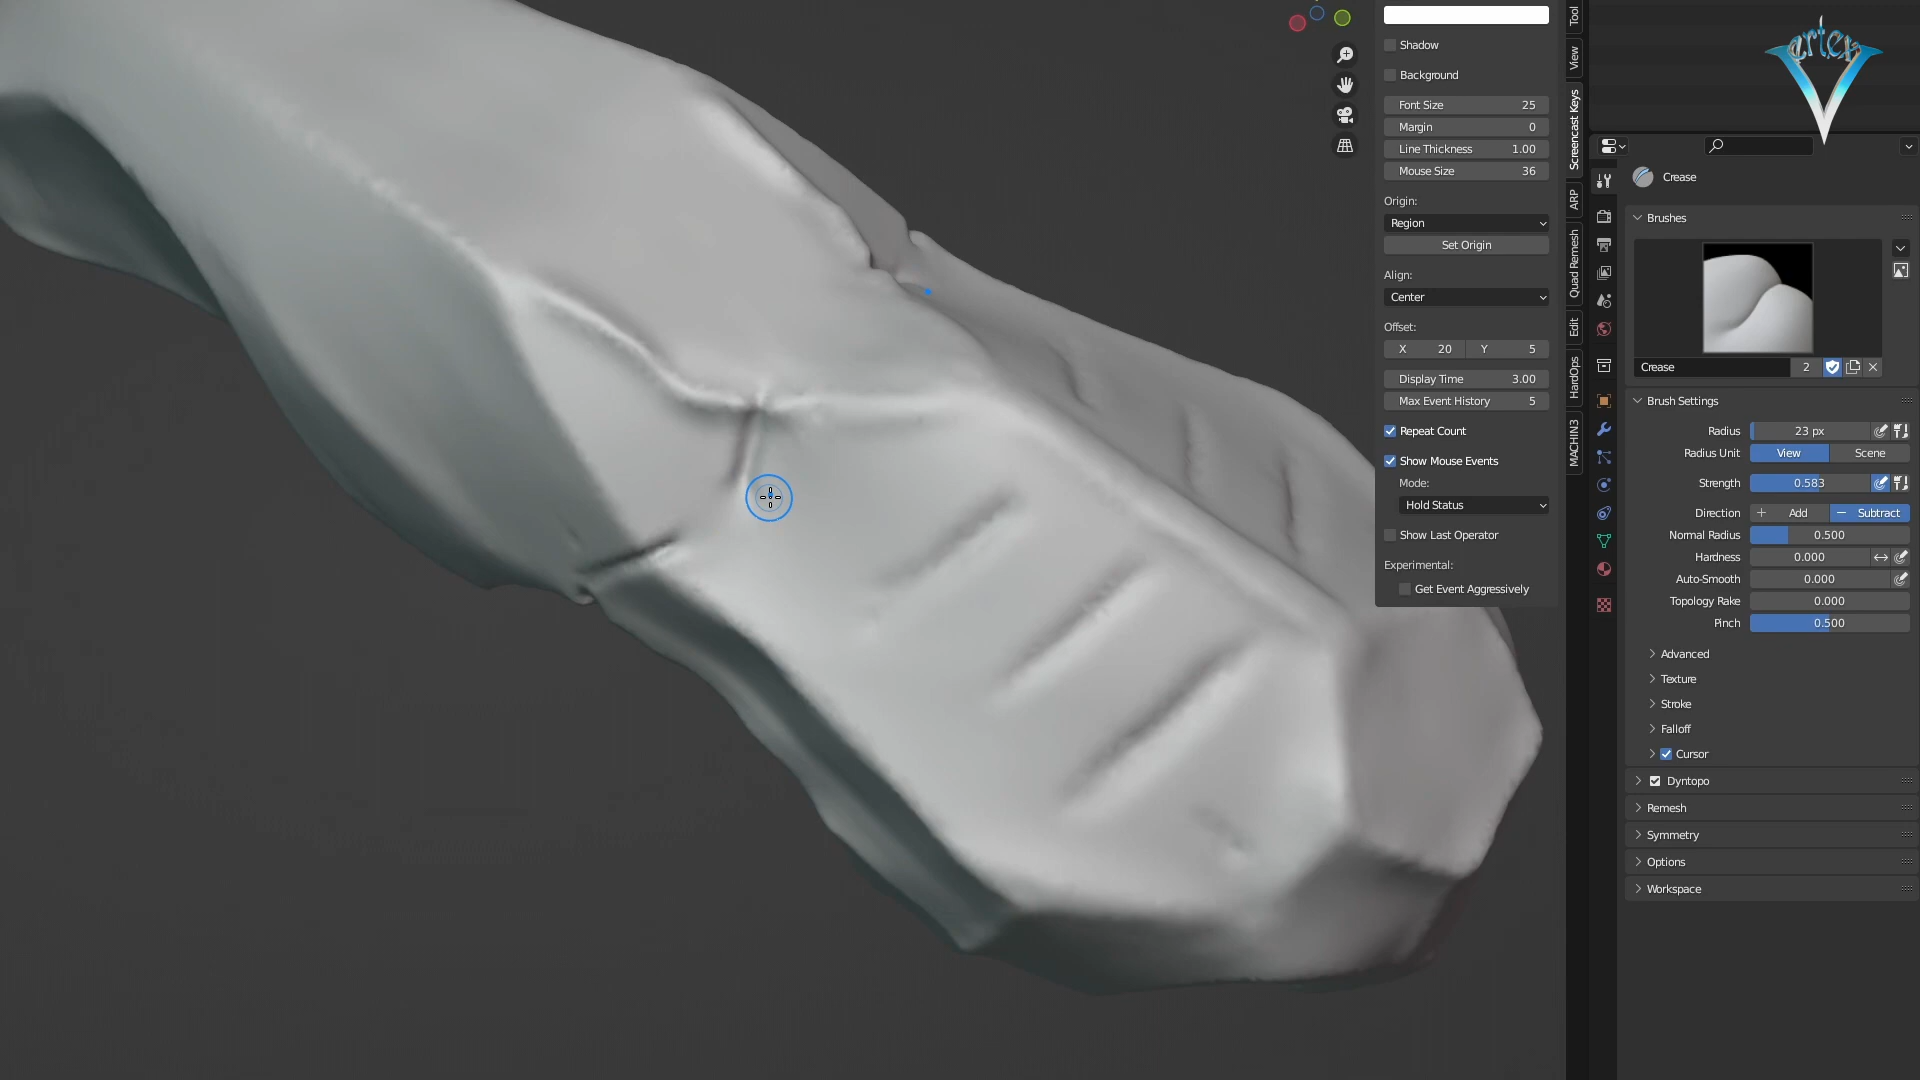 Shadow
Background
Font Size 25
Margin 0
Line Thickness 1.00
Mouse Size 36
Origin:
Region
Set Origin
Align:
Center
Offset:
X 20 Y 5
Display Time 3.00
Max Event History 5
Repeat Count
Show Mouse Events
Mode:
Hold Status
Show Last Operator
Experimental:
Get Event Aggressively
Tool
View
Screencast Keys
ARP
Quad Remesh
Edit
HardOps
MACHIN3
Vertex
Crease
Brushes
Crease 2
Brush Settings
Radius 23 px
Radius Unit View Scene
Strength 0.583
Direction + Add − Subtract
Normal Radius 0.500
Hardness 0.000
Auto-Smooth 0.000
Topology Rake 0.000
Pinch 0.500
Advanced
Texture
Stroke
Falloff
Cursor
Dyntopo
Remesh
Symmetry
Options
Workspace